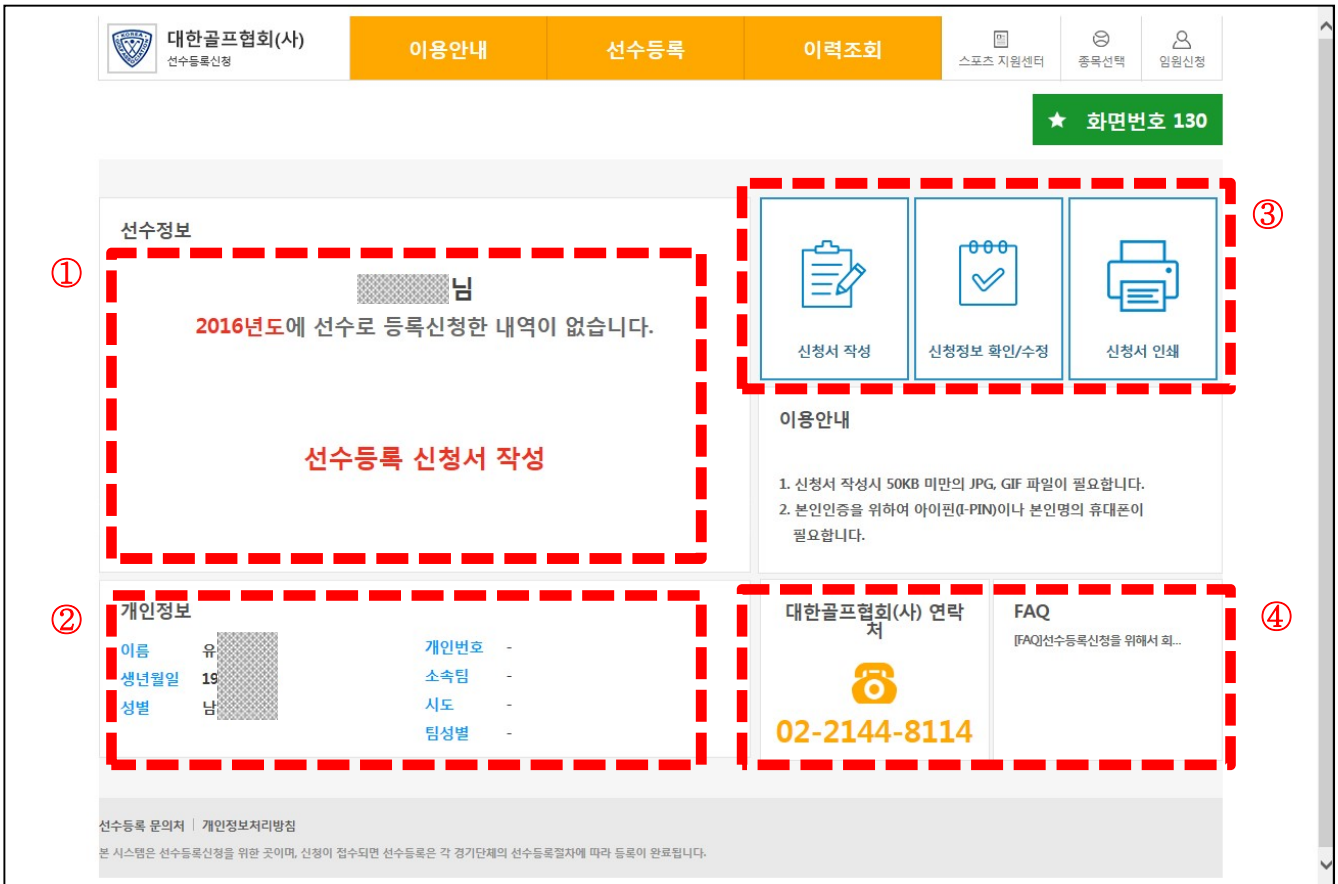 대한골프협회(사)
선수등록신청
이용안내
선수등록
이력조회
스포츠 지원센터
종목선택
임원신청
★ 화면번호 130
①
선수정보
님
2016년도에 선수로 등록신청한 내역이 없습니다.
선수등록 신청서 작성
③
신청서 작성
신청정보 확인/수정
신청서 인쇄
이용안내
1. 신청서 작성시 50KB 미만의 JPG, GIF 파일이 필요합니다.
2. 본인인증을 위하여 아이핀(I-PIN)이나 본인명의 휴대폰이
필요합니다.
②
개인정보
이름 유
생년월일 19
성별 남
개인번호 -
소속팀 -
시도 -
팀성별 -
④
대한골프협회(사) 연락
처
02-2144-8114
FAQ
[FAQ]선수등록신청을 위해서 회...
선수등록 문의처 | 개인정보처리방침
본 시스템은 선수등록신청을 위한 곳이며, 신청이 접수되면 선수등록은 각 경기단체의 선수등록절차에 따라 등록이 완료됩니다.